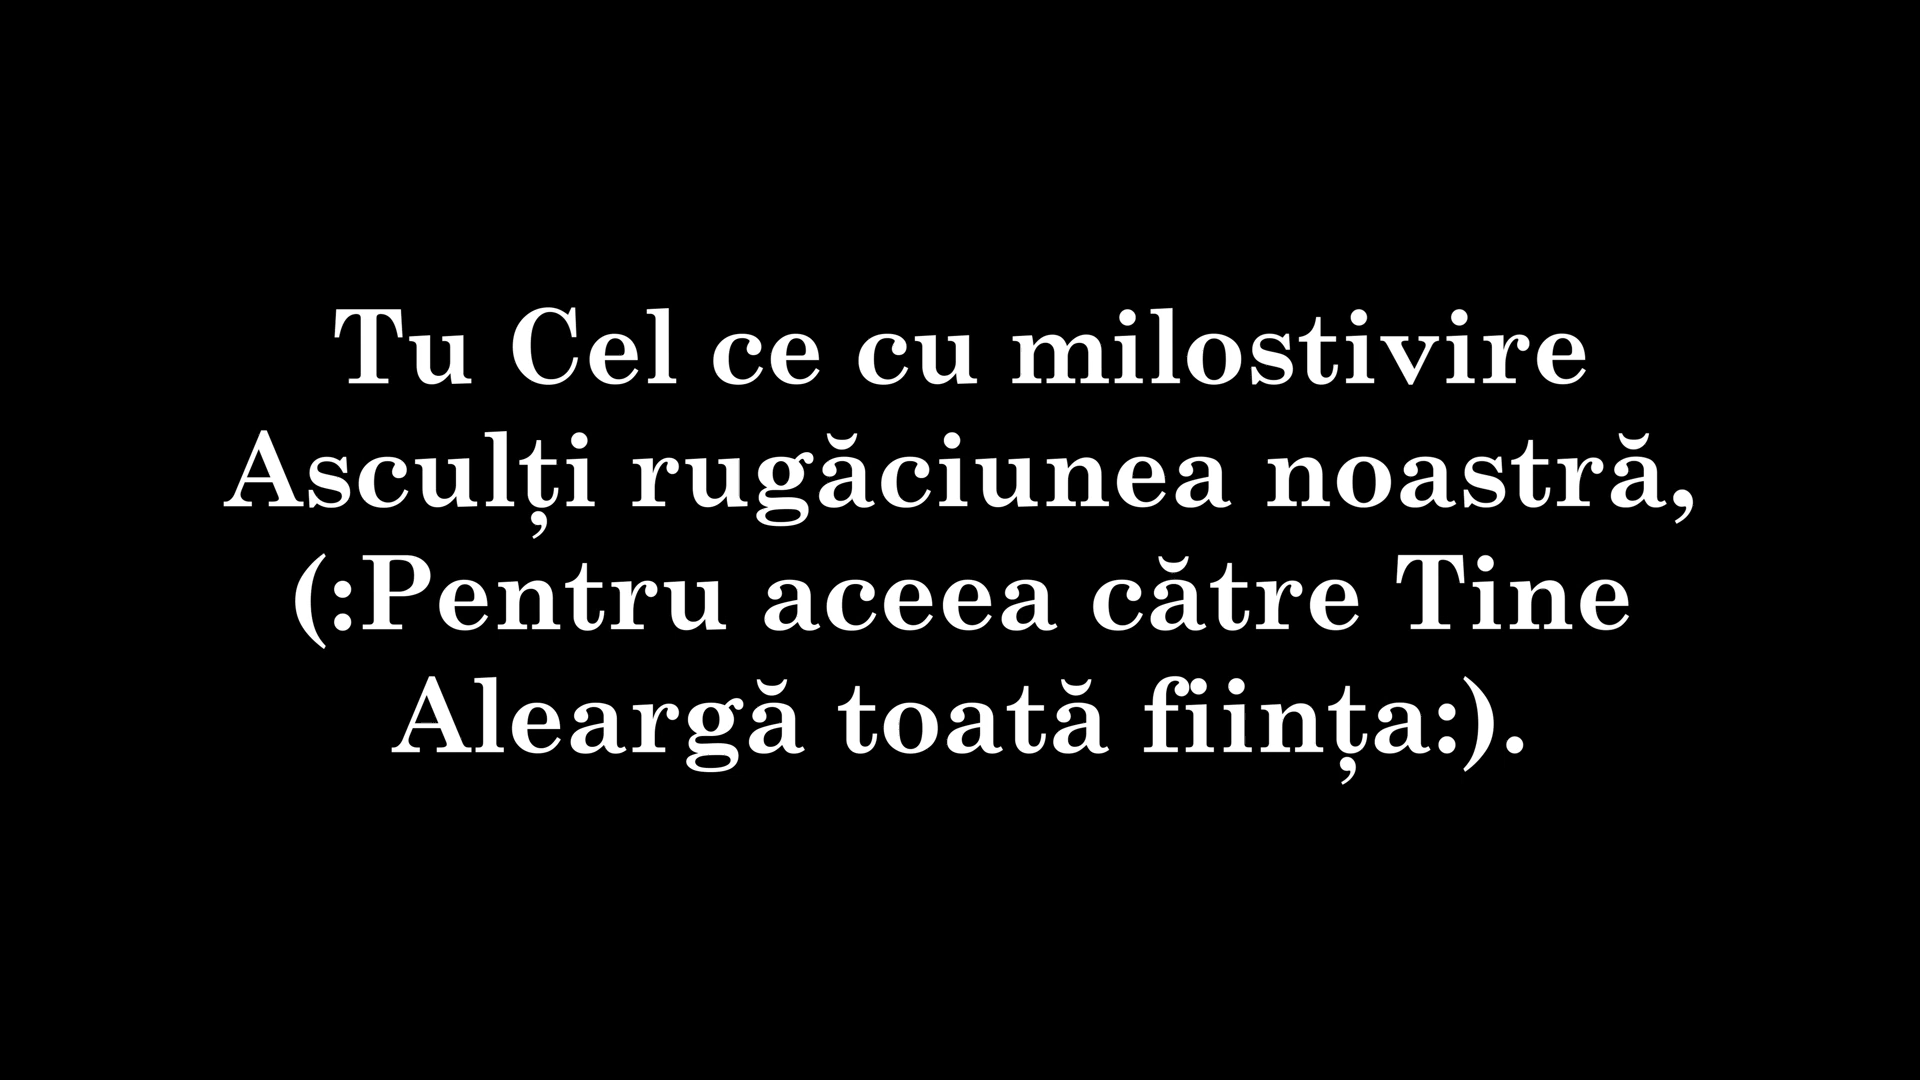 Tu Cel ce cu milostivire
Asculți rugăciunea noastră,
(:Pentru aceea către Tine
Aleargă toată ființa:).